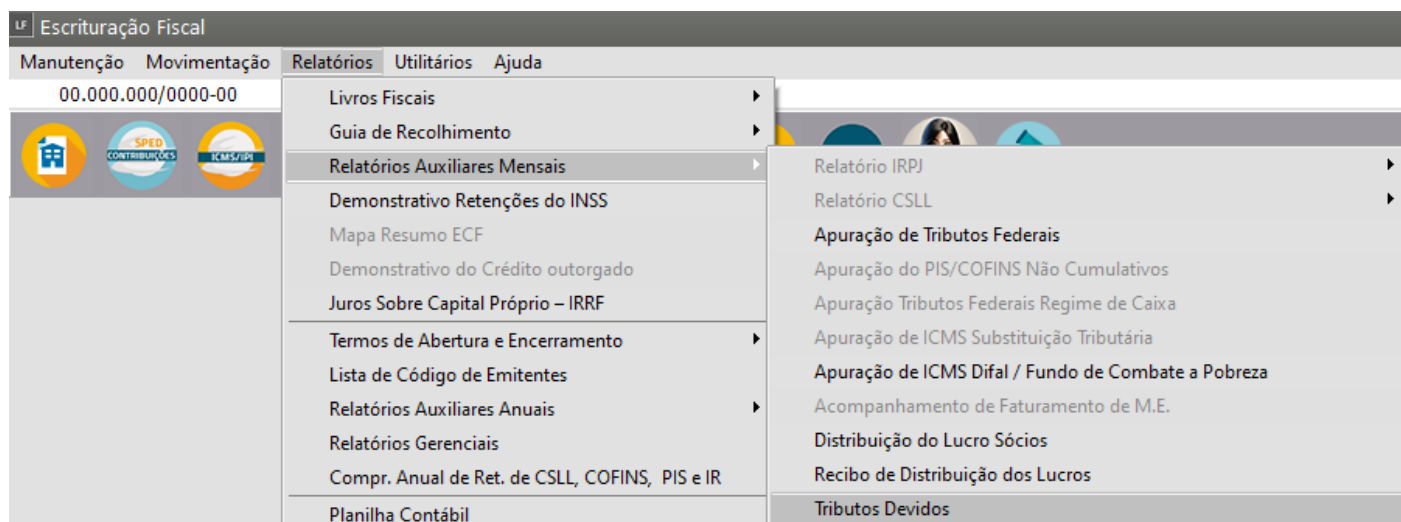 LF Escrituração Fiscal
Manutenção Movimentação Relatórios Utilitários Ajuda
00.000.000/0000-00
SPED
CONTRIBUIÇÕES
ICMS/IPI
Livros Fiscais
Guia de Recolhimento
Relatórios Auxiliares Mensais
Demonstrativo Retenções do INSS
Mapa Resumo ECF
Demonstrativo do Crédito outorgado
Juros Sobre Capital Próprio – IRRF
Termos de Abertura e Encerramento
Lista de Código de Emitentes
Relatórios Auxiliares Anuais
Relatórios Gerenciais
Compr. Anual de Ret. de CSLL, COFINS, PIS e IR
Planilha Contábil
Relatório IRPJ
Relatório CSLL
Apuração de Tributos Federais
Apuração do PIS/COFINS Não Cumulativos
Apuração Tributos Federais Regime de Caixa
Apuração de ICMS Substituição Tributária
Apuração de ICMS Difal / Fundo de Combate a Pobreza
Acompanhamento de Faturamento de M.E.
Distribuição do Lucro Sócios
Recibo de Distribuição dos Lucros
Tributos Devidos